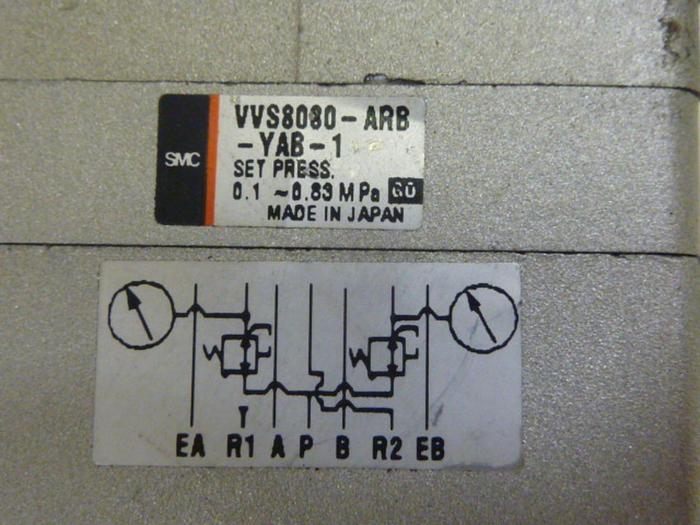 SMC
VVS8080-ARB
-YAB-1
SET PRESS.
0.1 ~0.83 MPa
MADE IN JAPAN
EA R1 A P B R2 EB